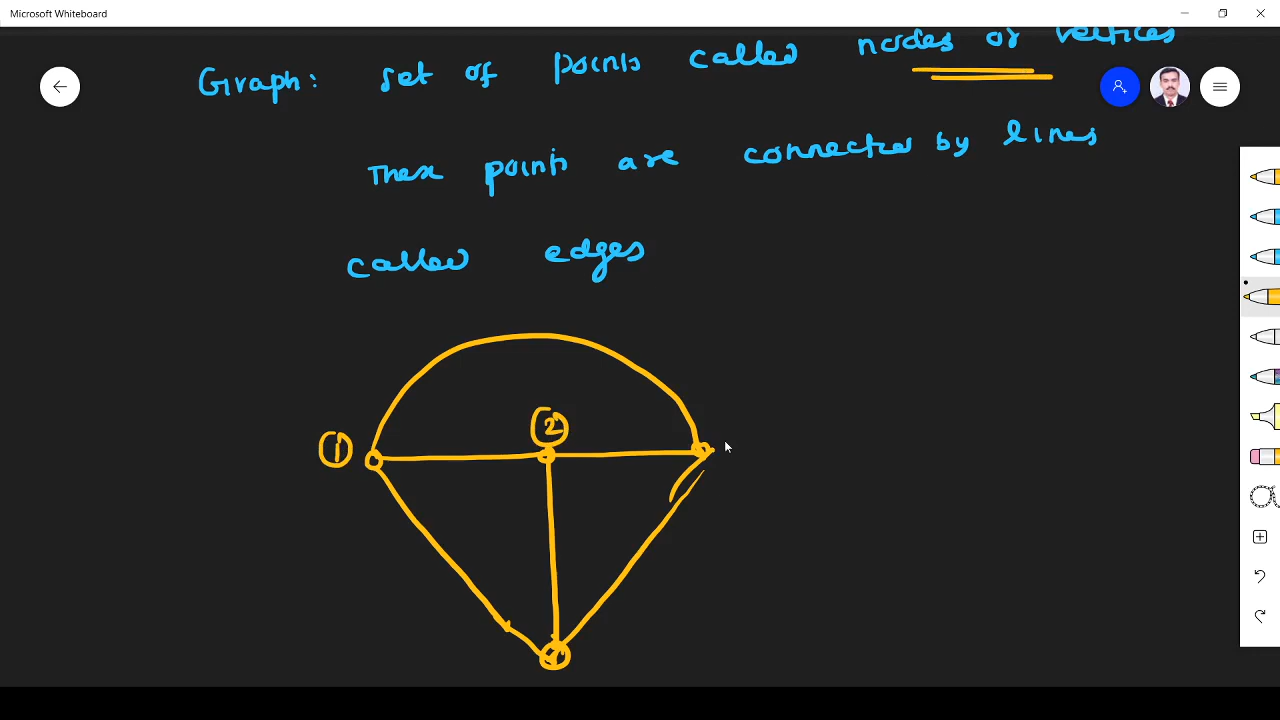 Microsoft Whiteboard
Graph: set of points called nodes or vertices
These points are connected by lines
called edges
1
2